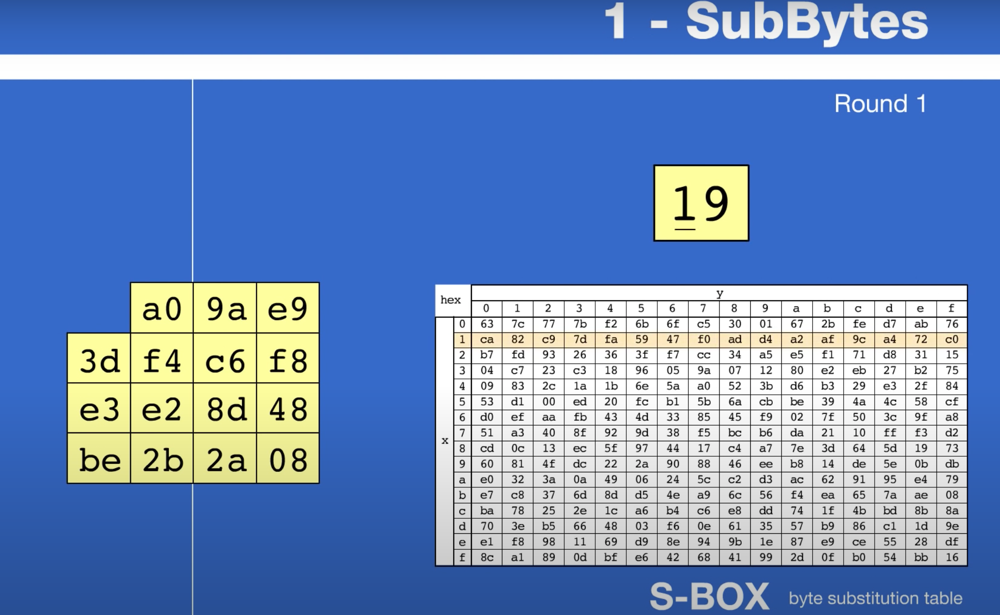 1 - SubBytes
Round 1
19
a0 9a e9
3d f4 c6 f8
e3 e2 8d 48
be 2b 2a 08
hex y
0 1 2 3 4 5 6 7 8 9 a b c d e f
x
0 63 7c 77 7b f2 6b 6f c5 30 01 67 2b fe d7 ab 76
1 ca 82 c9 7d fa 59 47 f0 ad d4 a2 af 9c a4 72 c0
2 b7 fd 93 26 36 3f f7 cc 34 a5 e5 f1 71 d8 31 15
3 04 c7 23 c3 18 96 05 9a 07 12 80 e2 eb 27 b2 75
4 09 83 2c 1a 1b 6e 5a a0 52 3b d6 b3 29 e3 2f 84
5 53 d1 00 ed 20 fc b1 5b 6a cb be 39 4a 4c 58 cf
6 d0 ef aa fb 43 4d 33 85 45 f9 02 7f 50 3c 9f a8
7 51 a3 40 8f 92 9d 38 f5 bc b6 da 21 10 ff f3 d2
8 cd 0c 13 ec 5f 97 44 17 c4 a7 7e 3d 64 5d 19 73
9 60 81 4f dc 22 2a 90 88 46 ee b8 14 de 5e 0b db
a e0 32 3a 0a 49 06 24 5c c2 d3 ac 62 91 95 e4 79
b e7 c8 37 6d 8d d5 4e a9 6c 56 f4 ea 65 7a ae 08
c ba 78 25 2e 1c a6 b4 c6 e8 dd 74 1f 4b bd 8b 8a
d 70 3e b5 66 48 03 f6 0e 61 35 57 b9 86 c1 1d 9e
e e1 f8 98 11 69 d9 8e 94 9b 1e 87 e9 ce 55 28 df
f 8c a1 89 0d bf e6 42 68 41 99 2d 0f b0 54 bb 16
S-BOX byte substitution table